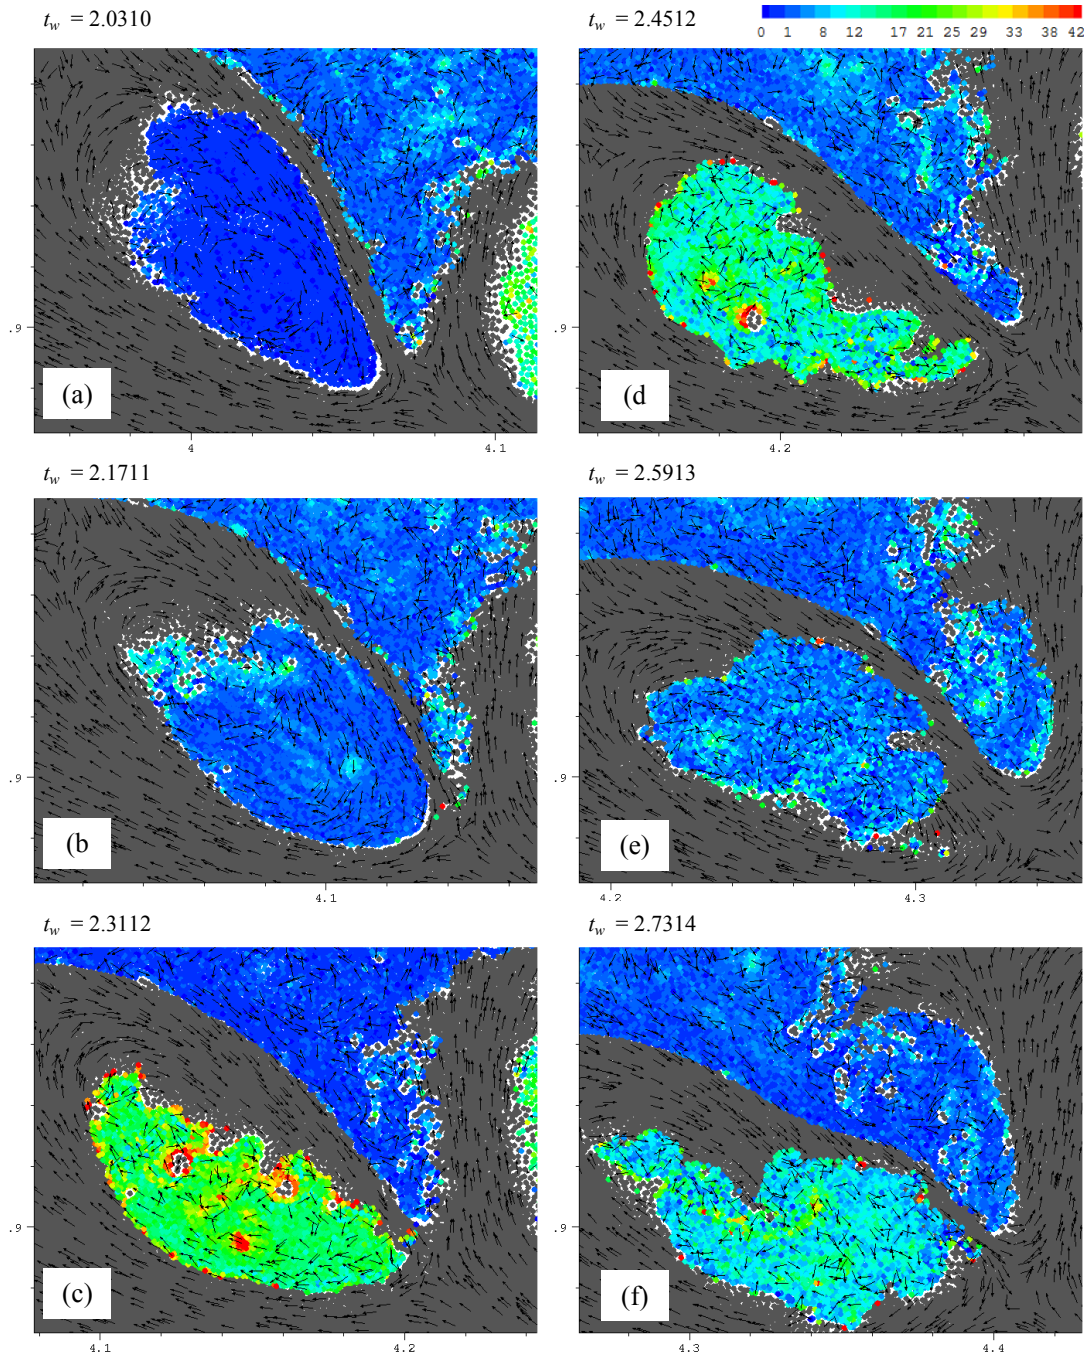 t_w = 2.0310
t_w = 2.4512
0 1 8 12 17 21 25 29 33 38 42
.9
(a)
4 4.1
.9
(d)
4.2
t_w = 2.1711
t_w = 2.5913
.9
(b)
4.1
.9
(e)
4.2 4.3
t_w = 2.3112
t_w = 2.7314
.9
(c)
4.1 4.2
.9
(f)
4.3 4.4